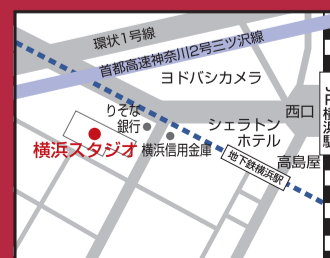 環状1号線
首都高速神奈川2号三ツ沢線
ヨドバシカメラ
りそな
銀行
西口
シェラトン
ホテル
JR横浜駅
横浜スタジオ
横浜信用金庫
地下鉄横浜駅
高島屋